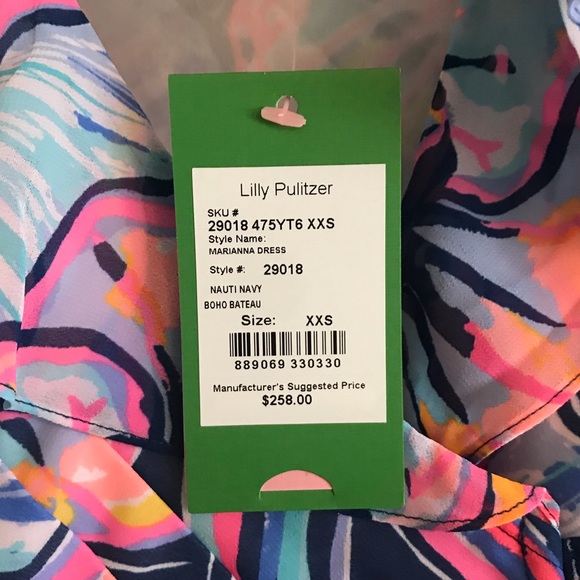 Lilly Pulitzer
SKU #
29018 475YT6 XXS
Style Name:
MARIANNA DRESS
Style #: 29018
NAUTI NAVY
BOHO BATEAU
Size: XXS
889069 330330
Manufacturer's Suggested Price
$258.00